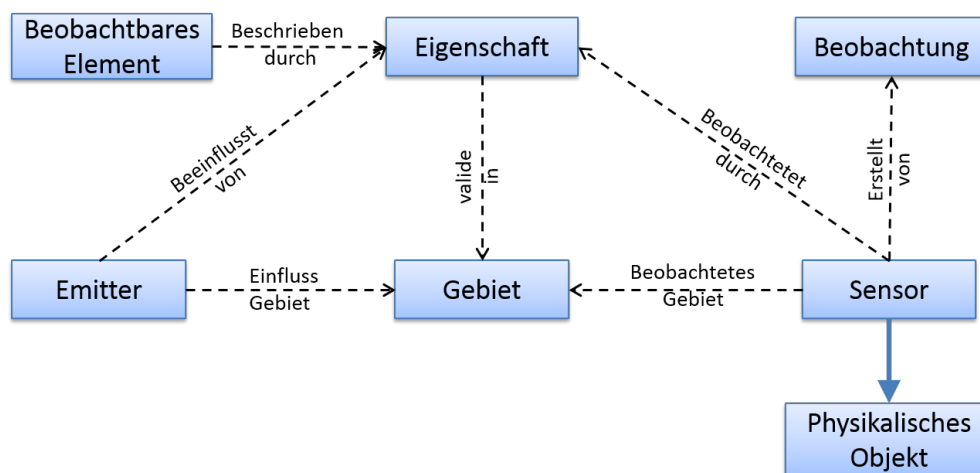 Beobachtbares
Element
Beschrieben
durch
Eigenschaft
Beobachtung
Beeinflusst
von
valide
in
Beobachtetet
durch
Erstellt
von
Emitter
Einfluss
Gebiet
Gebiet
Beobachtetes
Gebiet
Sensor
Physikalisches
Objekt